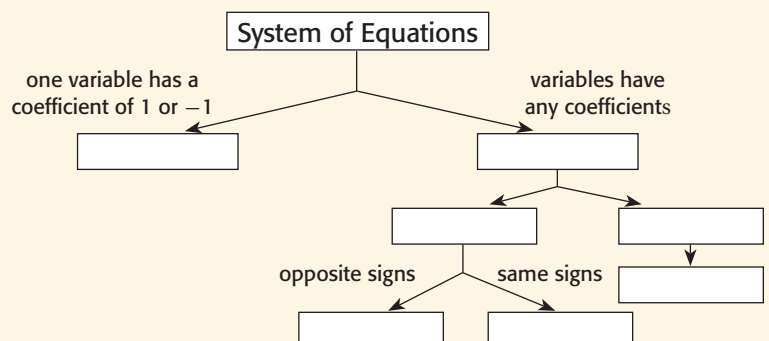 System of Equations
one variable has a
coefficient of 1 or −1
variables have
any coefficients
opposite signs
same signs